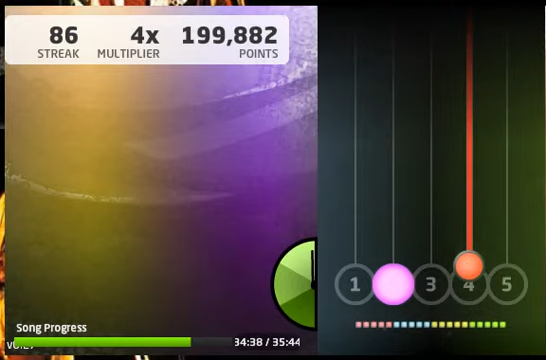 86 4x 199,882
STREAK MULTIPLIER POINTS
1 3 4 5
Song Progress
34:38 / 35:44